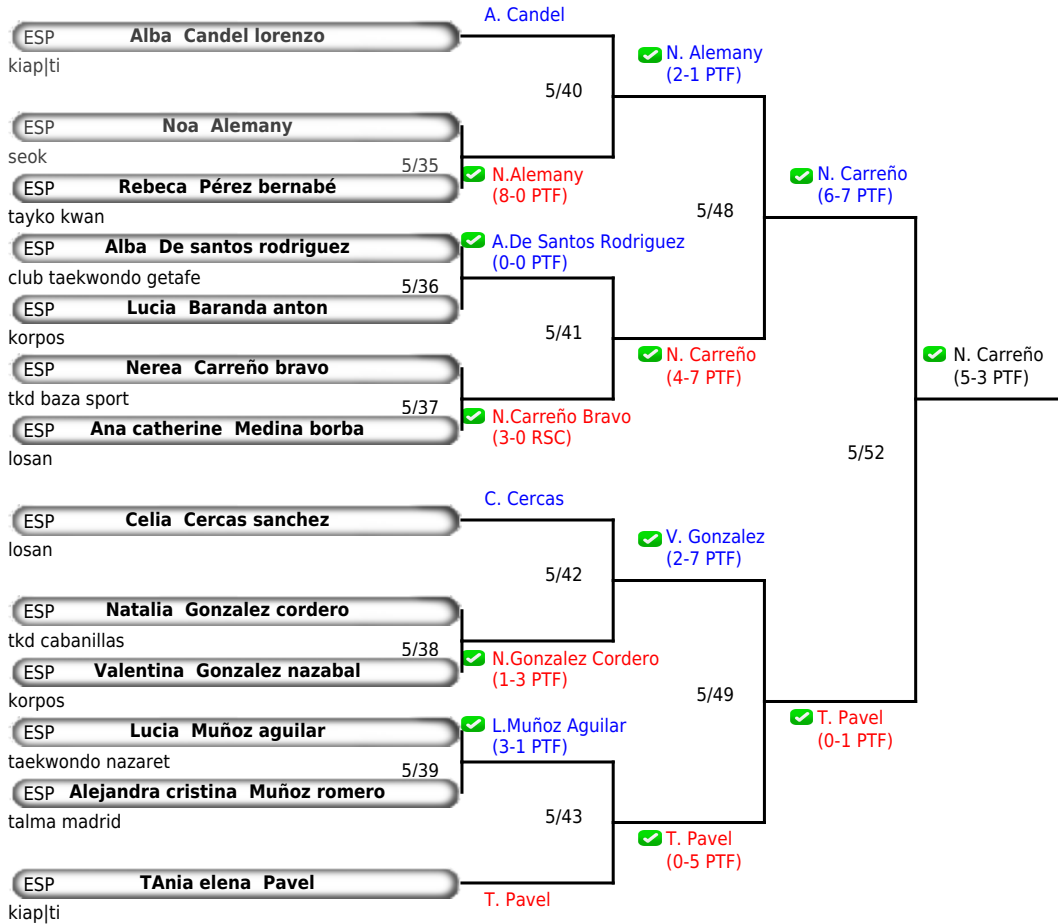 A. Candel
ESP Alba Candel lorenzo
kiap|ti
N. Alemany
(2-1 PTF)
5/40
ESP Noa Alemany
seok
5/35
N.Alemany
(8-0 PTF)
ESP Rebeca Pérez bernabé
tayko kwan
N. Carreño
(6-7 PTF)
5/48
ESP Alba De santos rodriguez
club taekwondo getafe
A.De Santos Rodriguez
(0-0 PTF)
5/36
ESP Lucia Baranda anton
korpos
5/41
N. Carreño
(4-7 PTF)
ESP Nerea Carreño bravo
tkd baza sport
5/37
N.Carreño Bravo
(3-0 RSC)
ESP Ana catherine Medina borba
losan
N. Carreño
(5-3 PTF)
5/52
C. Cercas
ESP Celia Cercas sanchez
losan
V. Gonzalez
(2-7 PTF)
5/42
ESP Natalia Gonzalez cordero
tkd cabanillas
5/38
N.Gonzalez Cordero
(1-3 PTF)
ESP Valentina Gonzalez nazabal
korpos
5/49
T. Pavel
(0-1 PTF)
ESP Lucia Muñoz aguilar
taekwondo nazaret
L.Muñoz Aguilar
(3-1 PTF)
5/39
ESP Alejandra cristina Muñoz romero
talma madrid
5/43
T. Pavel
(0-5 PTF)
ESP TAnia elena Pavel
kiap|ti
T. Pavel